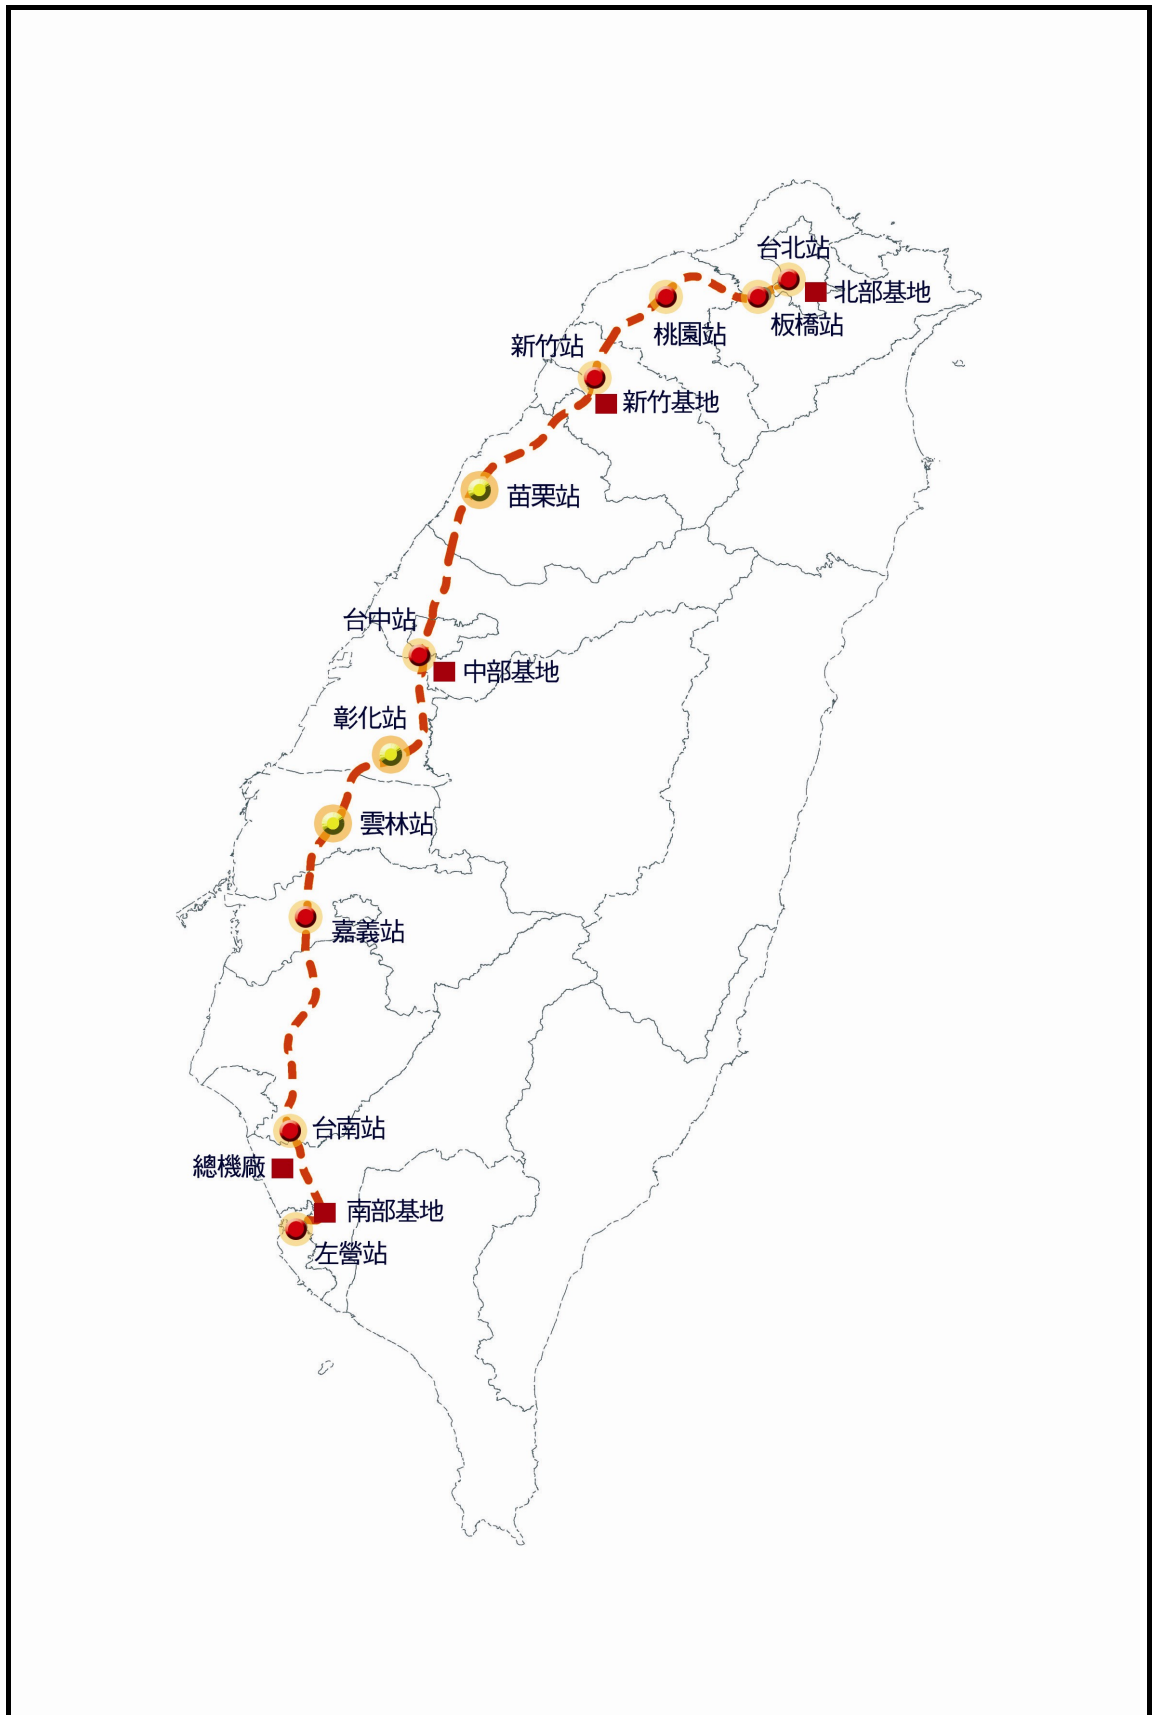 台北站
北部基地
板橋站
桃園站
新竹站
新竹基地
苗栗站
台中站
中部基地
彰化站
雲林站
嘉義站
台南站
總機廠
南部基地
左營站